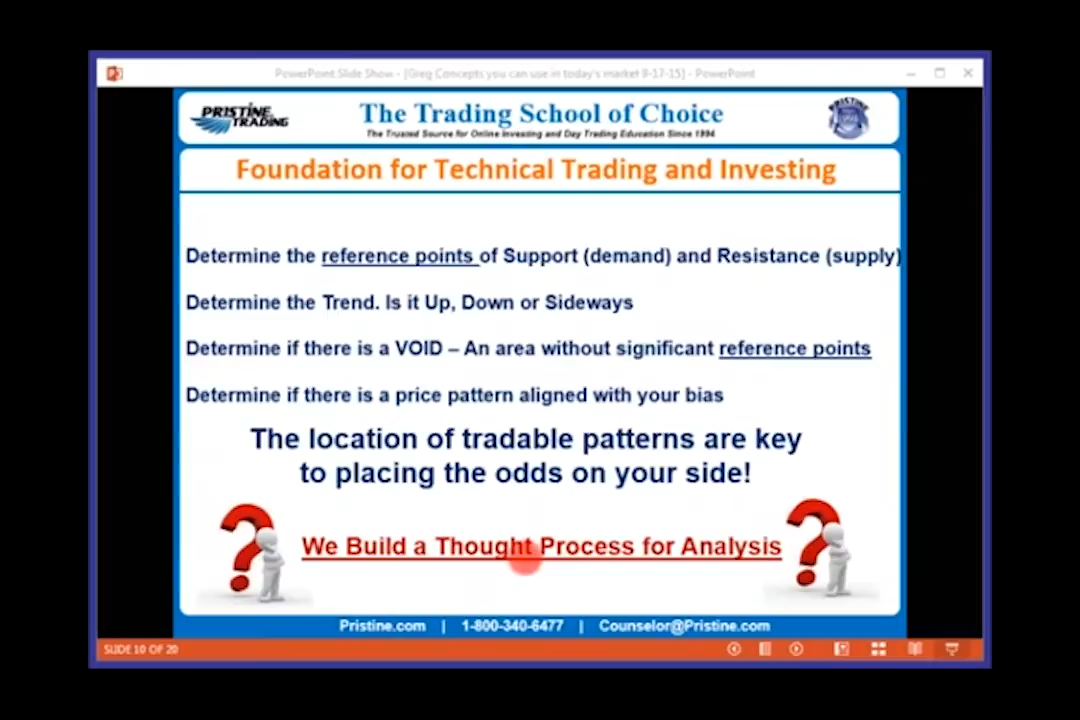 PowerPoint Slide Show - [Greg Concepts you can use in today's market 9-17-15] - PowerPoint
PRISTINE
TRADING
The Trading School of Choice
The Trusted Source for Online Investing and Day Trading Education Since 1994
PRISTINE
Foundation for Technical Trading and Investing
Determine the reference points of Support (demand) and Resistance (supply)
Determine the Trend. Is it Up, Down or Sideways
Determine if there is a VOID – An area without significant reference points
Determine if there is a price pattern aligned with your bias
The location of tradable patterns are key
to placing the odds on your side!
We Build a Thought Process for Analysis
Pristine.com | 1-800-340-6477 | Counselor@Pristine.com
SLIDE 10 OF 20